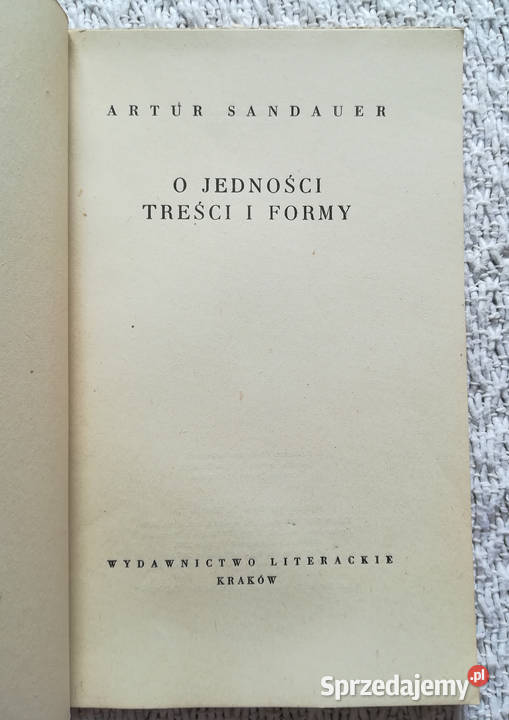 ARTUR SANDAUER
O JEDNOŚCI
TREŚCI I FORMY
WYDAWNICTWO LITERACKIE
KRAKÓW
Sprzedajemy.pl